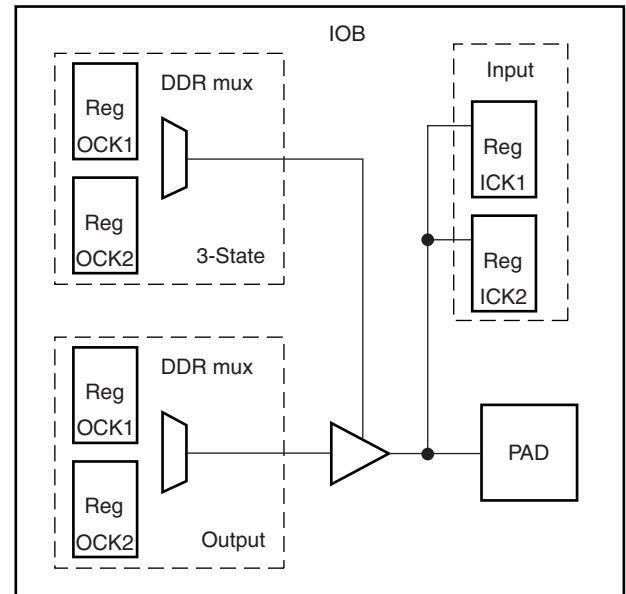 IOB
DDR mux
Reg
OCK1
Reg
OCK2
3-State
Input
Reg
ICK1
Reg
ICK2
DDR mux
Reg
OCK1
Reg
OCK2
Output
PAD